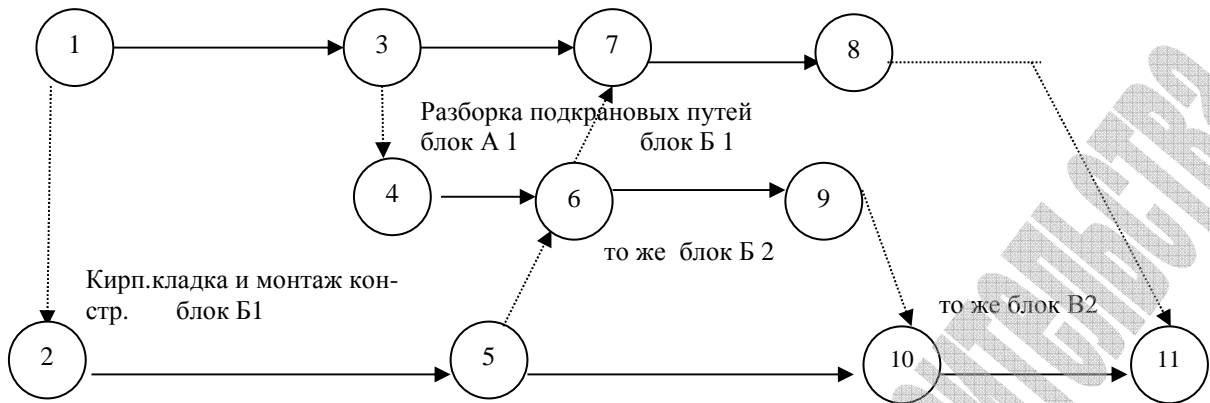 1 3 7 8
Разборка подкрановых путей
блок А 1 блок Б 1
4 6 9
то же блок Б 2
Кирп.кладка и монтаж кон-
стр. блок Б1
то же блок В2
2 5 10 11